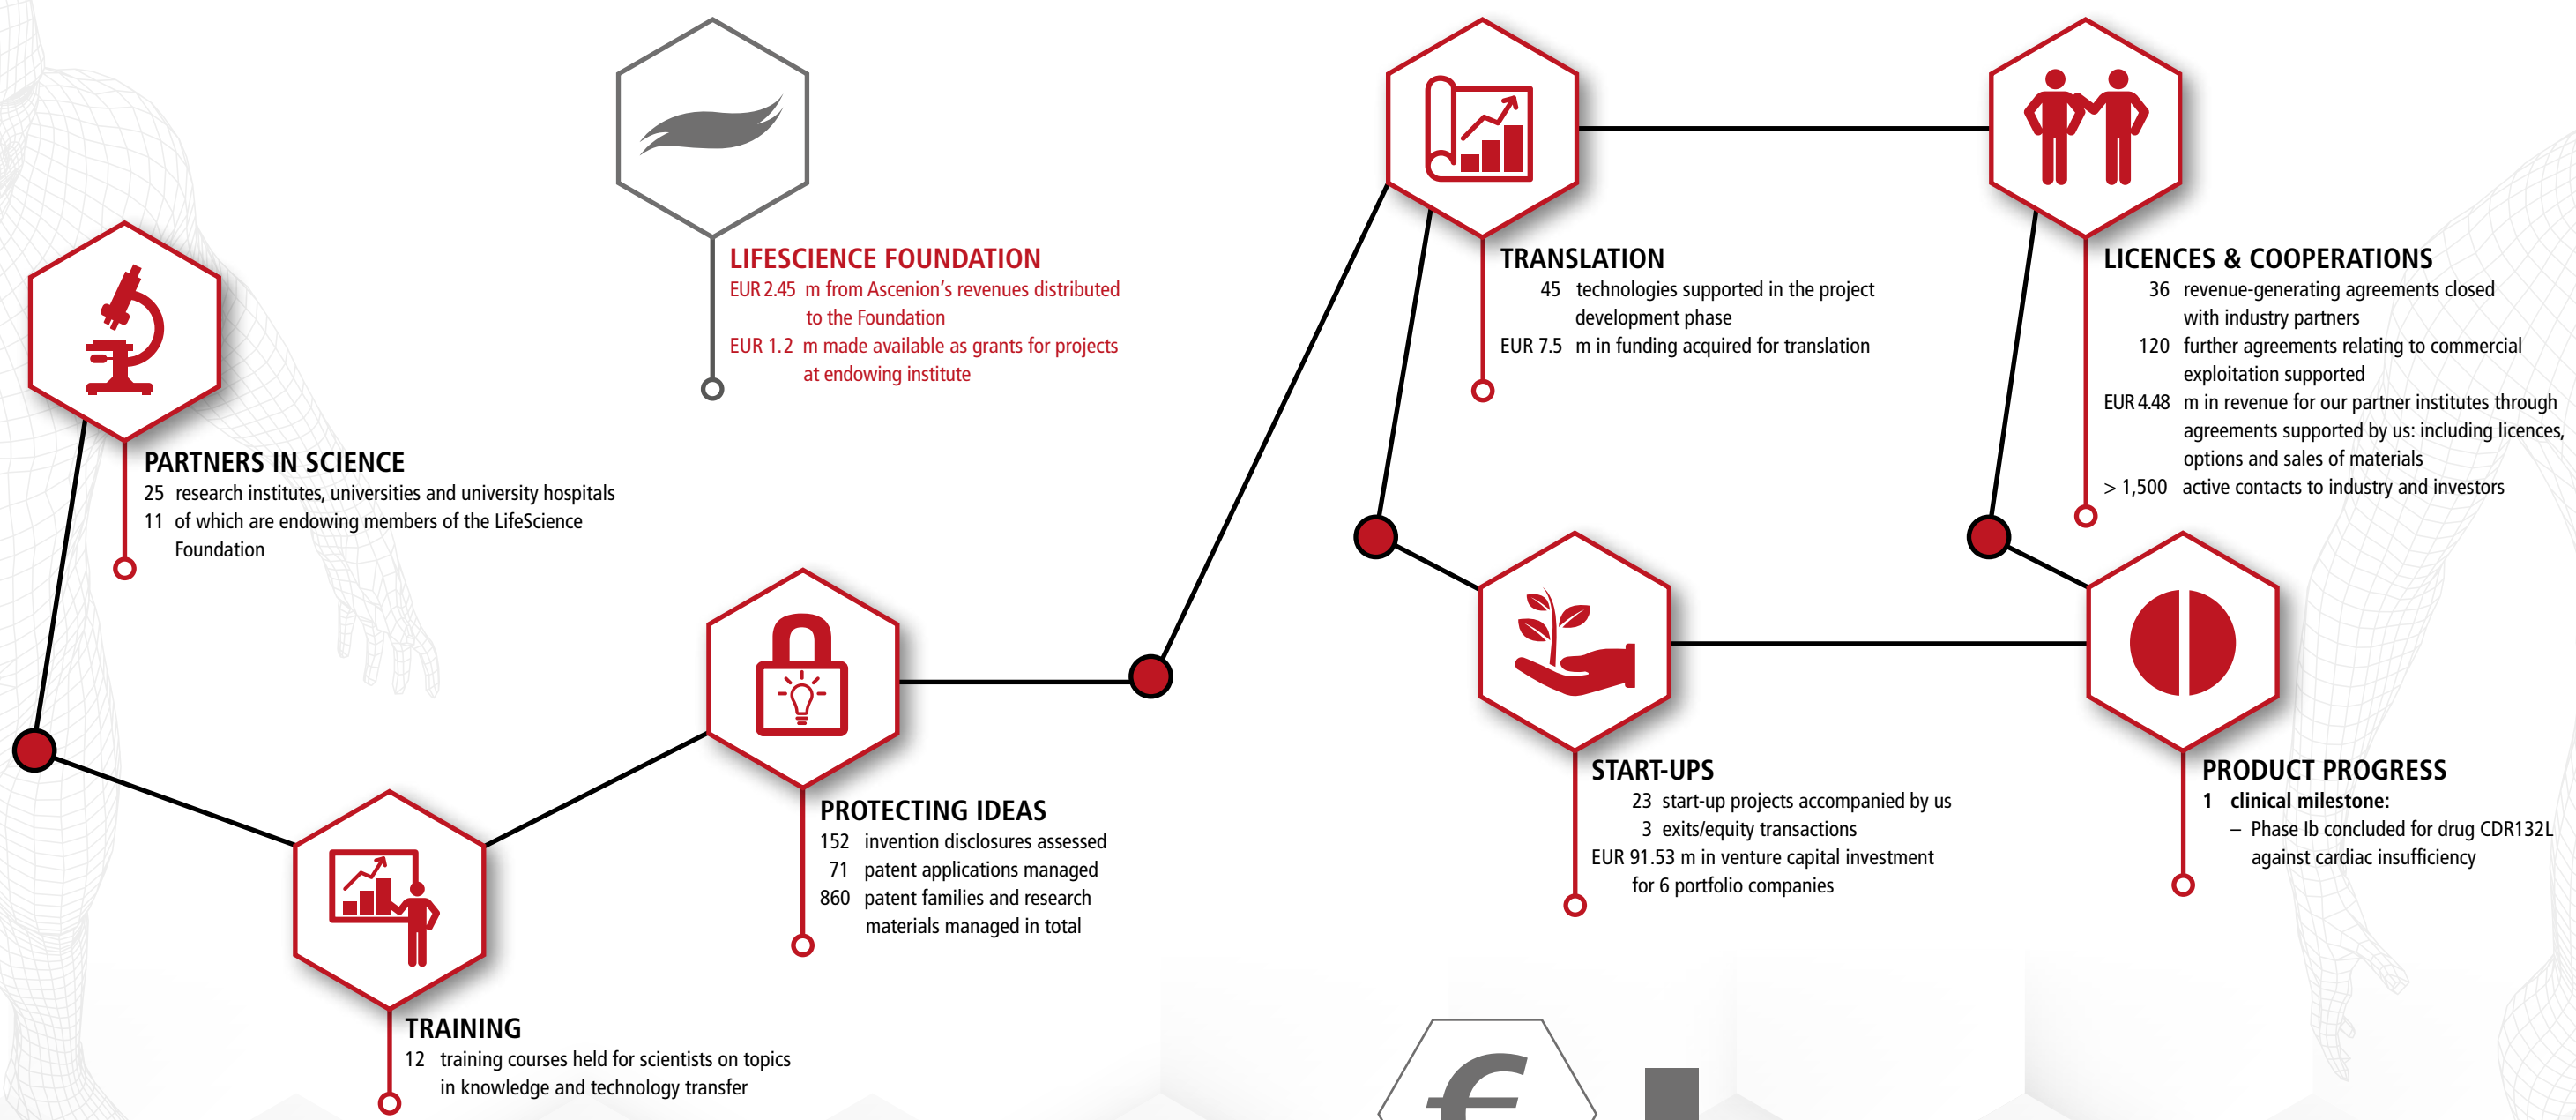 LIFESCIENCE FOUNDATION
EUR 2.45 m from Ascenion's revenues distributed
to the Foundation
EUR 1.2 m made available as grants for projects
at endowing institute
PARTNERS IN SCIENCE
25 research institutes, universities and university hospitals
11 of which are endowing members of the LifeScience
Foundation
TRAINING
12 training courses held for scientists on topics
in knowledge and technology transfer
PROTECTING IDEAS
152 invention disclosures assessed
71 patent applications managed
860 patent families and research
materials managed in total
TRANSLATION
45 technologies supported in the project
development phase
EUR 7.5 m in funding acquired for translation
LICENCES & COOPERATIONS
36 revenue-generating agreements closed
with industry partners
120 further agreements relating to commercial
exploitation supported
EUR 4.48 m in revenue for our partner institutes through
agreements supported by us: including licences,
options and sales of materials
> 1,500 active contacts to industry and investors
START-UPS
23 start-up projects accompanied by us
3 exits/equity transactions
EUR 91.53 m in venture capital investment
for 6 portfolio companies
PRODUCT PROGRESS
1 clinical milestone:
– Phase Ib concluded for drug CDR132L
against cardiac insufficiency
€